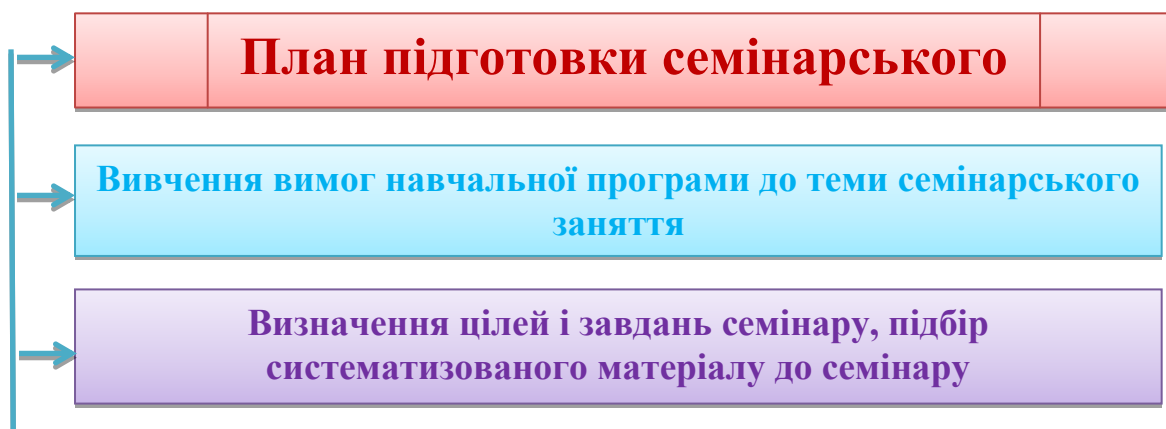 План підготовки семінарського
Вивчення вимог навчальної програми до теми семінарського
заняття
Визначення цілей і завдань семінару, підбір
систематизованого матеріалу до семінару